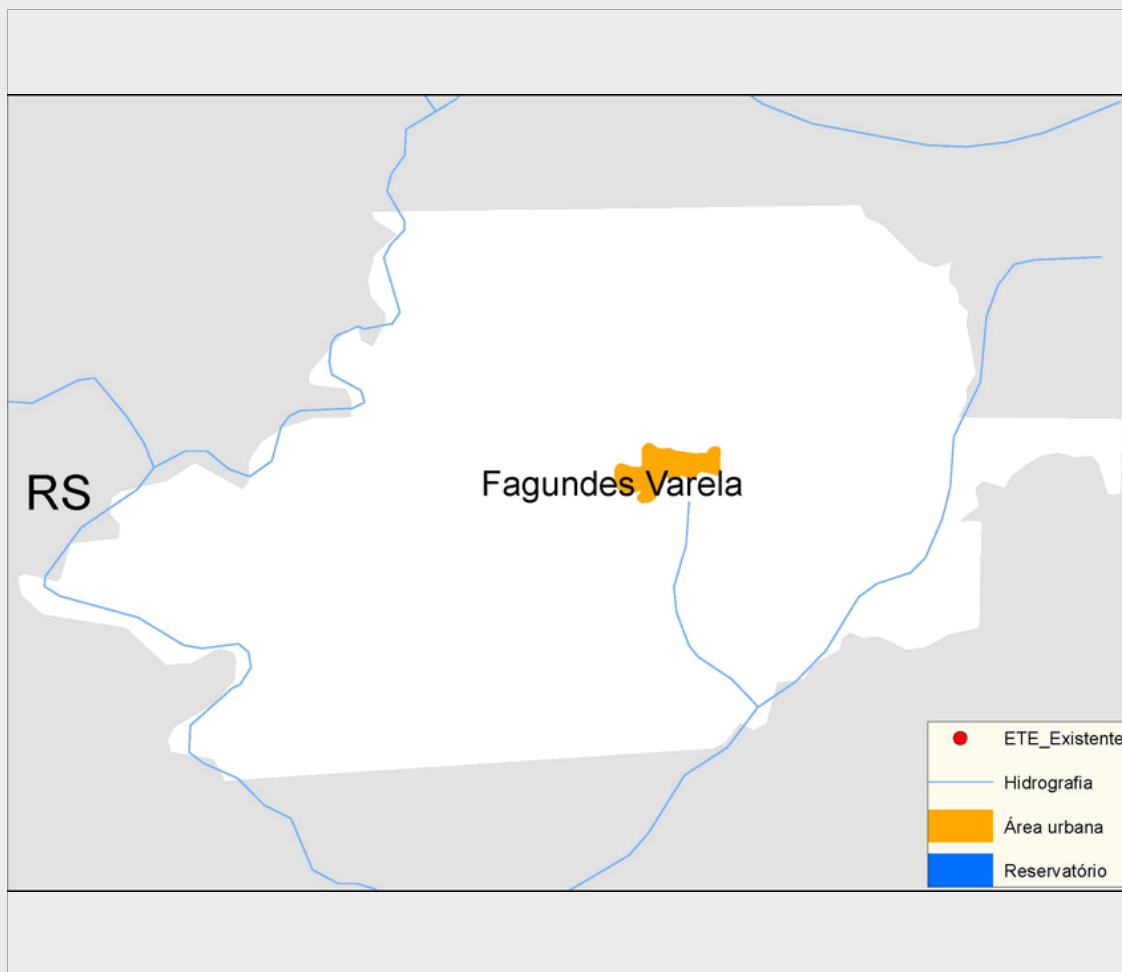 RS
Fagundes Varela
ETE_Existente
Hidrografia
Área urbana
Reservatório